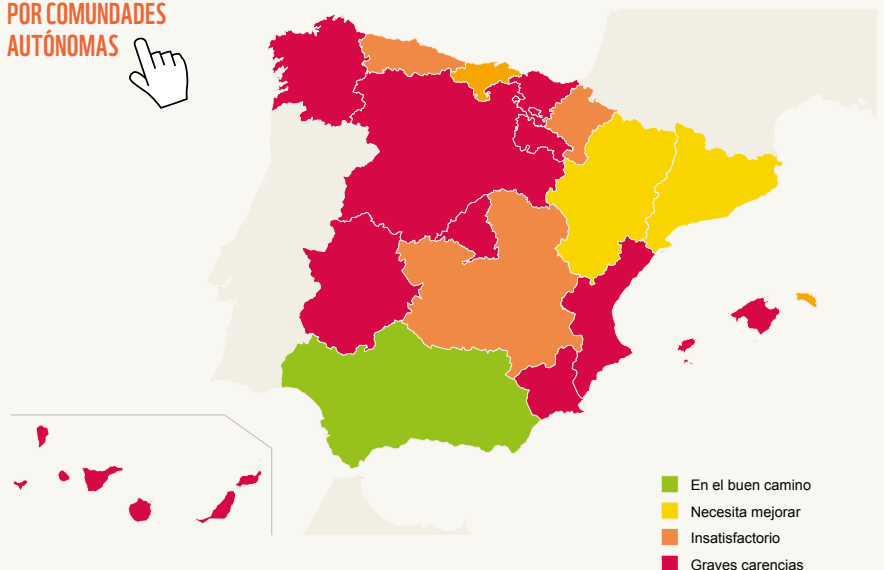 POR COMUNDADES
AUTÓNOMAS
En el buen camino
Necesita mejorar
Insatisfactorio
Graves carencias